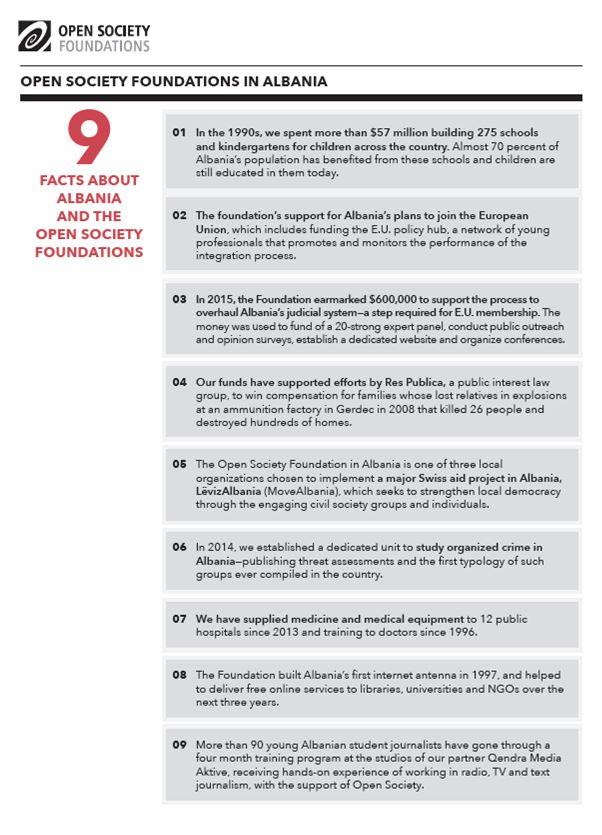 OPEN SOCIETY
FOUNDATIONS
OPEN SOCIETY FOUNDATIONS IN ALBANIA
9
FACTS ABOUT
ALBANIA
AND THE
OPEN SOCIETY
FOUNDATIONS
01 In the 1990s, we spent more than $57 million building 275 schools
and kindergartens for children across the country. Almost 70 percent of
Albania's population has benefited from these schools and children are
still educated in them today.
02 The foundation's support for Albania's plans to join the European
Union, which includes funding the E.U. policy hub, a network of young
professionals that promotes and monitors the performance of the
integration process.
03 In 2015, the Foundation earmarked $600,000 to support the process to
overhaul Albania's judicial system—a step required for E.U. membership. The
money was used to fund of a 20-strong expert panel, conduct public outreach
and opinion surveys, establish a dedicated website and organize conferences.
04 Our funds have supported efforts by Res Publica, a public interest law
group, to win compensation for families whose lost relatives in explosions
at an ammunition factory in Gerdec in 2008 that killed 26 people and
destroyed hundreds of homes.
05 The Open Society Foundation in Albania is one of three local
organizations chosen to implement a major Swiss aid project in Albania,
LëvizAlbania (MoveAlbania), which seeks to strengthen local democracy
through the engaging civil society groups and individuals.
06 In 2014, we established a dedicated unit to study organized crime in
Albania—publishing threat assessments and the first typology of such
groups ever compiled in the country.
07 We have supplied medicine and medical equipment to 12 public
hospitals since 2013 and training to doctors since 1996.
08 The Foundation built Albania's first internet antenna in 1997, and helped
to deliver free online services to libraries, universities and NGOs over the
next three years.
09 More than 90 young Albanian student journalists have gone through a
four month training program at the studios of our partner Qendra Media
Aktive, receiving hands-on experience of working in radio, TV and text
journalism, with the support of Open Society.